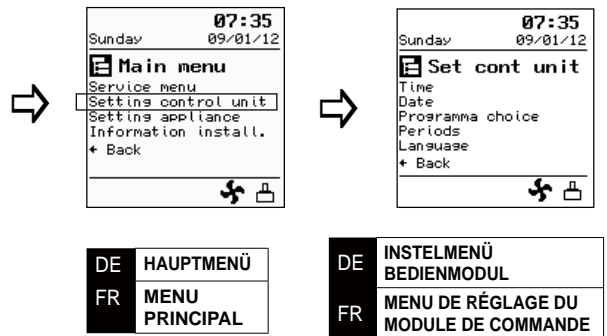 07:35
Sunday 09/01/12
Main menu
Service menu
Setting control unit
Setting appliance
Information install.
← Back
07:35
Sunday 09/01/12
Set cont unit
Time
Date
Programma choice
Periods
Language
← Back
DE HAUPTMENÜ
FR MENU
PRINCIPAL
DE INSTELMENÜ
BEDIENMODUL
FR MENU DE RÉGLAGE DU
MODULE DE COMMANDE